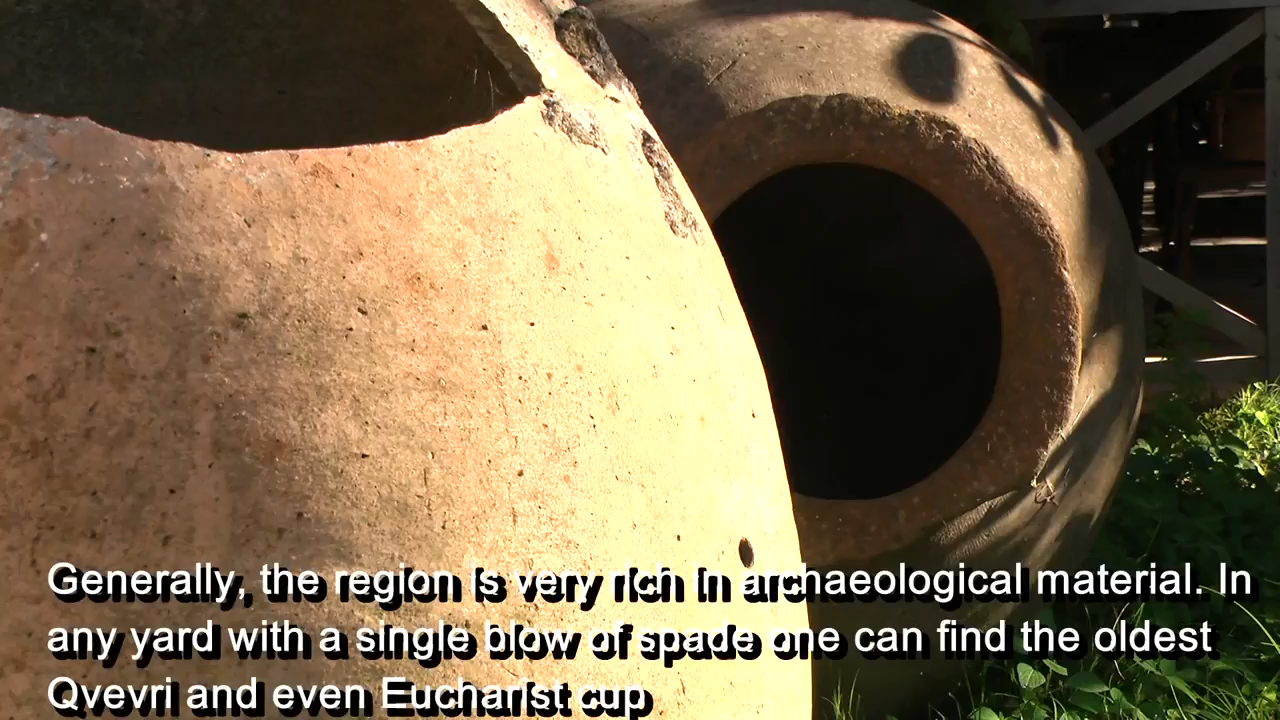 Generally, the region is very rich in archaeological material. In
any yard with a single blow of spade one can find the oldest
Qvevri and even Eucharist cup